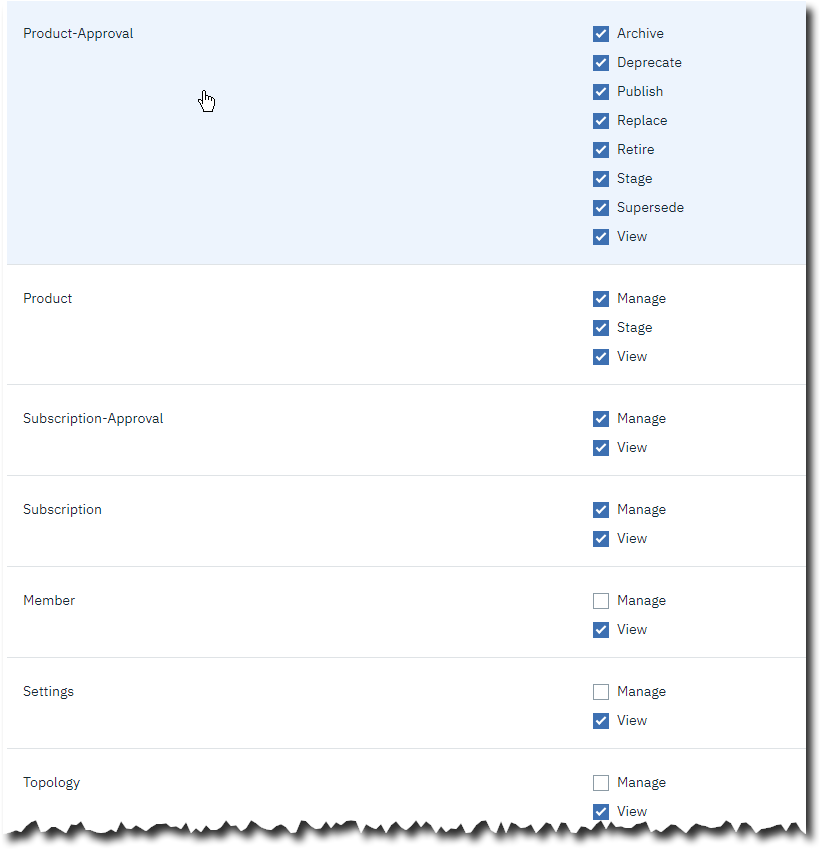 Product-Approval
Archive
Deprecate
Publish
Replace
Retire
Stage
Supersede
View
Product
Manage
Stage
View
Subscription-Approval
Manage
View
Subscription
Manage
View
Member
Manage
View
Settings
Manage
View
Topology
Manage
View